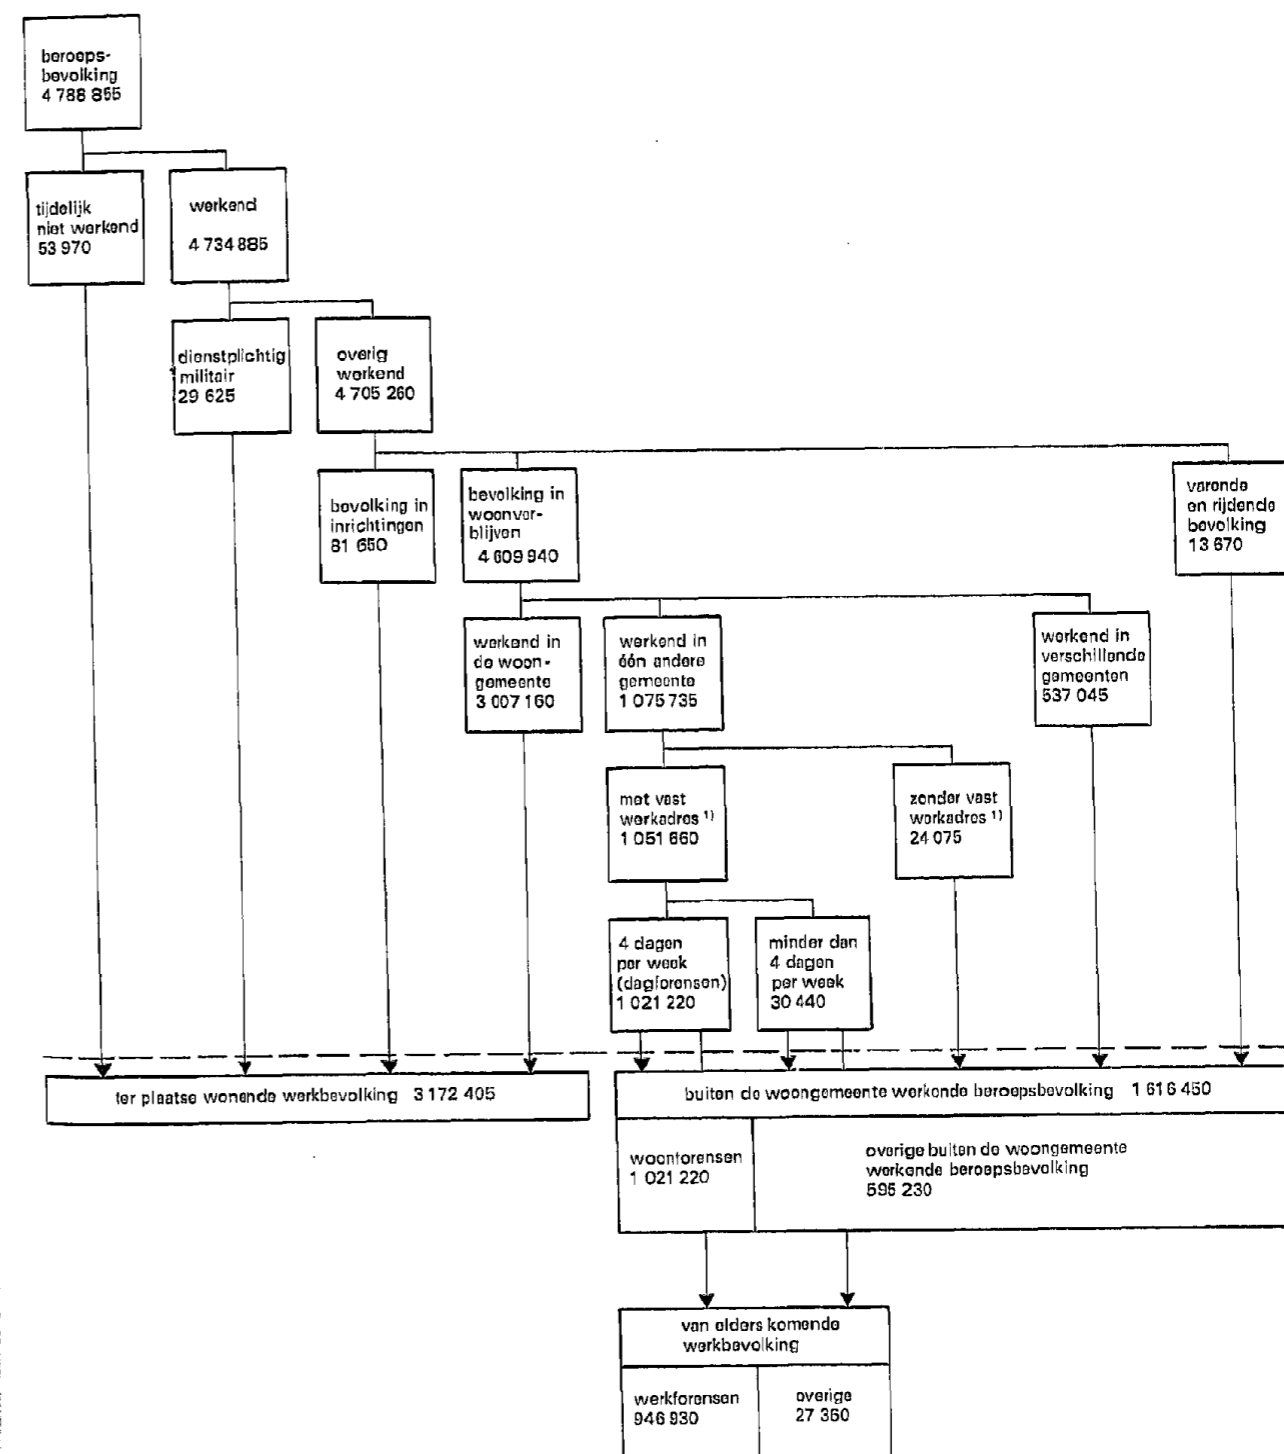 beroeps-
bevolking
4 788 855
tijdelijk
niet werkend
53 970
werkend
4 734 885
dienstplichtig
militair
29 625
overig
werkend
4 705 260
bevolking in
inrichtingen
81 650
bevolking in
woonver-
blijven
4 609 940
varende
en rijdende
bevolking
13 670
werkend in
de woon-
gemeente
3 007 160
werkend in
één andere
gemeente
1 075 735
werkend in
verschillende
gemeenten
537 045
met vast
werkadres 1)
1 051 660
zonder vast
werkadres 1)
24 075
4 dagen
per week
(dagforensen)
1 021 220
minder dan
4 dagen
per week
30 440
ter plaatse wonende werkbevolking 3 172 405
buiten de woongemeente werkende beroepsbevolking 1 616 450
woonforensen
1 021 220
overige buiten de woongemeente
werkende beroepsbevolking
595 230
van elders komende
werkbevolking
werkforensen
946 930
overige
27 360